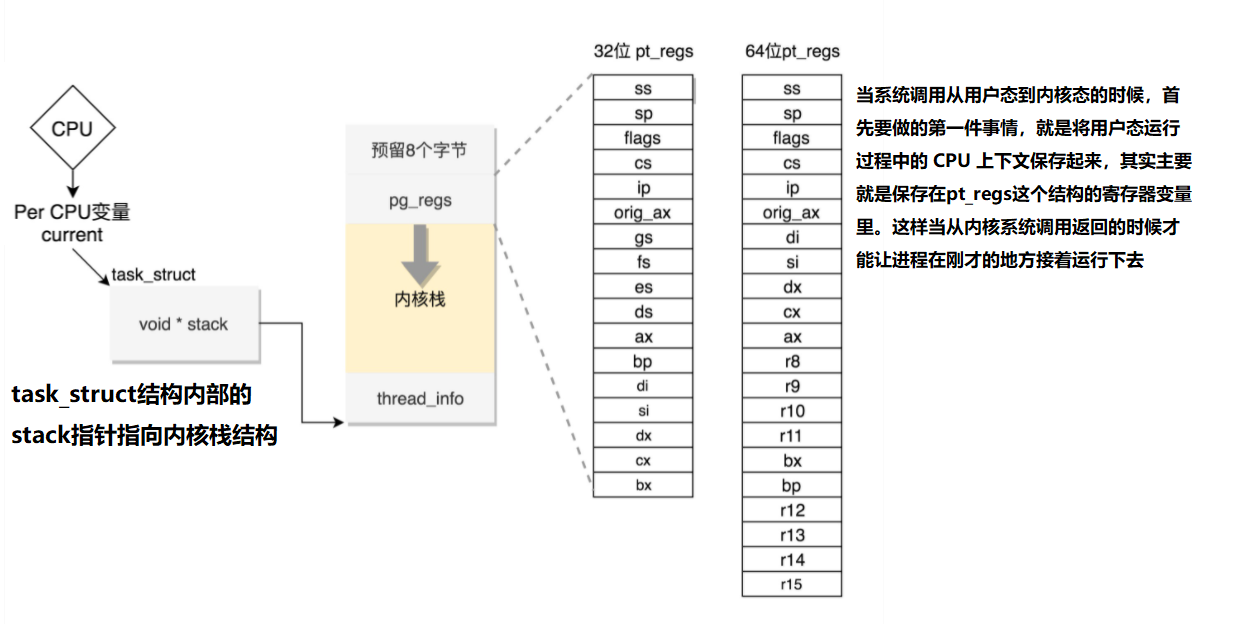 CPU
Per CPU变量
current
task_struct
void * stack
task_struct结构内部的
stack指针指向内核栈结构
预留8个字节
pg_regs
内核栈
thread_info
32位 pt_regs
ss
sp
flags
cs
ip
orig_ax
gs
fs
es
ds
ax
bp
di
si
dx
cx
bx
64位pt_regs
ss
sp
flags
cs
ip
orig_ax
di
si
dx
cx
ax
r8
r9
r10
r11
bx
bp
r12
r13
r14
r15
当系统调用从用户态到内核态的时候，首
先要做的第一件事情，就是将用户态运行
过程中的 CPU 上下文保存起来，其实主要
就是保存在pt_regs这个结构的寄存器变量
里。这样当从内核系统调用返回的时候才
能让进程在刚才的地方接着运行下去